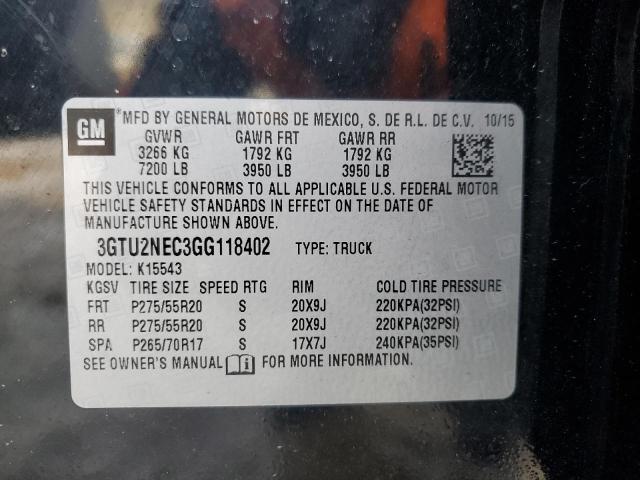 GM *MFD BY GENERAL MOTORS DE MEXICO, S. DE R.L. DE C.V. 10/15
GVWR GAWR FRT GAWR RR
3266 KG 1792 KG 1792 KG
7200 LB 3950 LB 3950 LB
THIS VEHICLE CONFORMS TO ALL APPLICABLE U.S. FEDERAL MOTOR
VEHICLE SAFETY STANDARDS IN EFFECT ON THE DATE OF
MANUFACTURE SHOWN ABOVE.
3GTU2NEC3GG118402 TYPE: TRUCK
MODEL: K15543
KGSV TIRE SIZE SPEED RTG RIM COLD TIRE PRESSURE
FRT P275/55R20 S 20X9J 220KPA(32PSI)
RR P275/55R20 S 20X9J 220KPA(32PSI)
SPA P265/70R17 S 17X7J 240KPA(35PSI)
SEE OWNER'S MANUAL i FOR MORE INFORMATION.